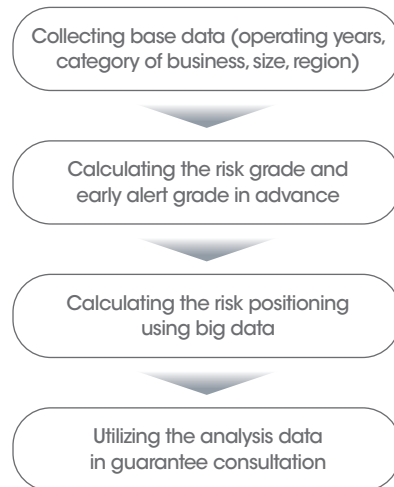 Collecting base data (operating years,
category of business, size, region)
Calculating the risk grade and
early alert grade in advance
Calculating the risk positioning
using big data
Utilizing the analysis data
in guarantee consultation